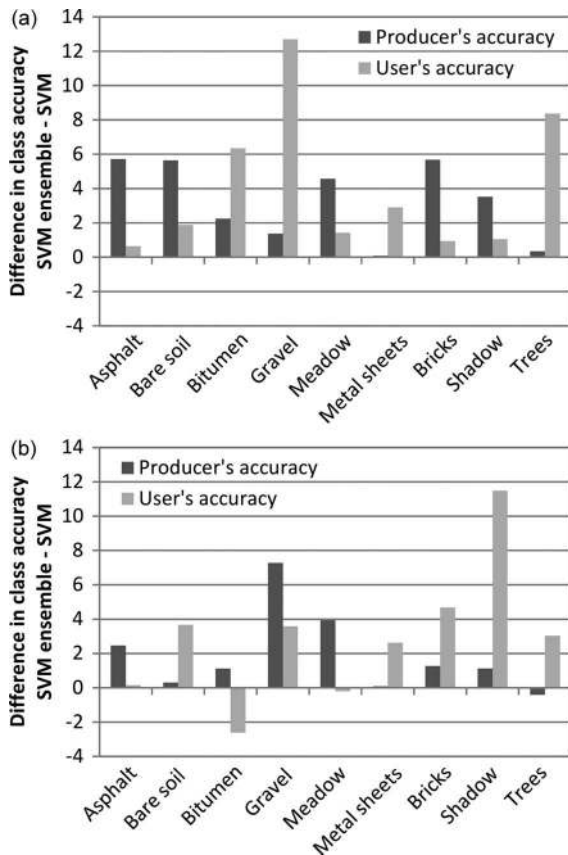 (a)
14
12
10
8
6
4
2
0
-2
-4
Difference in class accuracy
SVM ensemble - SVM
Producer's accuracy
User's accuracy
Asphalt
Bare soil
Bitumen
Gravel
Meadow
Metal sheets
Bricks
Shadow
Trees
(b)
14
12
10
8
6
4
2
0
-2
-4
Difference in class accuracy
SVM ensemble - SVM
Producer's accuracy
User's accuracy
Asphalt
Bare soil
Bitumen
Gravel
Meadow
Metal sheets
Bricks
Shadow
Trees